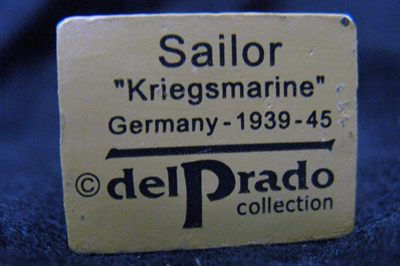 Sailor
"Kriegsmarine"
Germany - 1939 - 45
© delPrado
collection